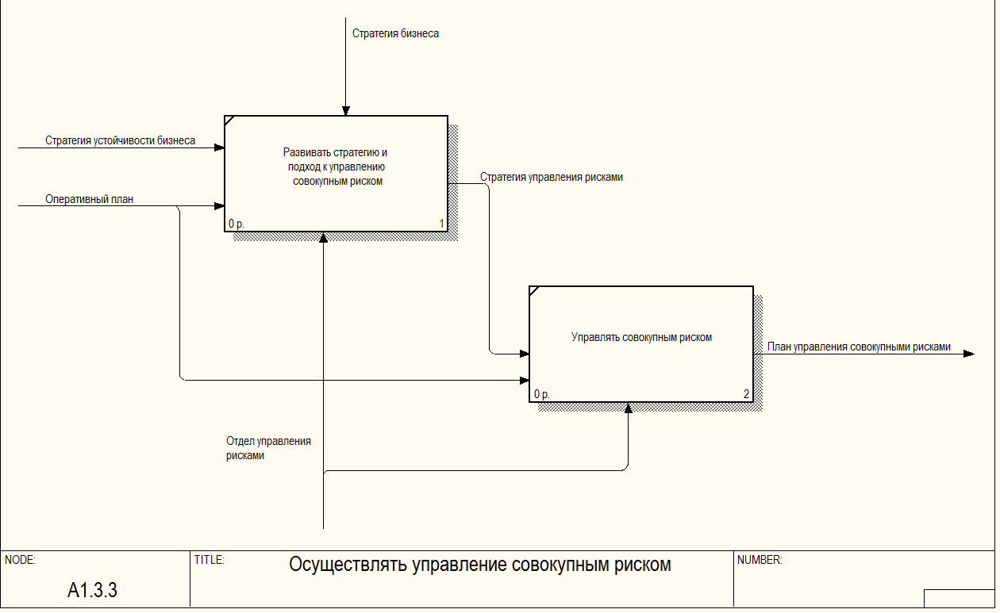 Стратегия бизнеса
Стратегия устойчивости бизнеса
Развивать стратегию и
подход к управлению
совокупным риском
Стратегия управления рисками
Оперативный план
0 р.
1
Управлять совокупным риском
План управления совокупными рисками
0 р.
2
Отдел управления
рисками
NODE:
TITLE:
Осуществлять управление совокупным риском
NUMBER:
A1.3.3